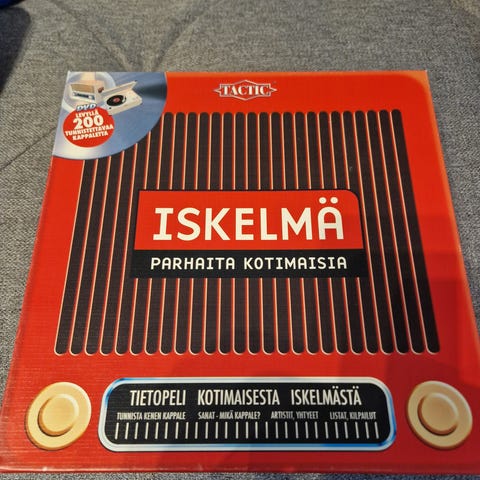 TACTIC
DVD
LEVYLLÄ
200
TUNNISTETTAVAA
KAPPALETTA
ISKELMÄ
PARHAITA KOTIMAISIA
TIETOPELI KOTIMAISESTA ISKELMÄSTÄ
TUNNISTA KENEN KAPPALE SANAT - MIKÄ KAPPALE? ARTISTIT, YHTYEET LISTAT, KILPAILUT